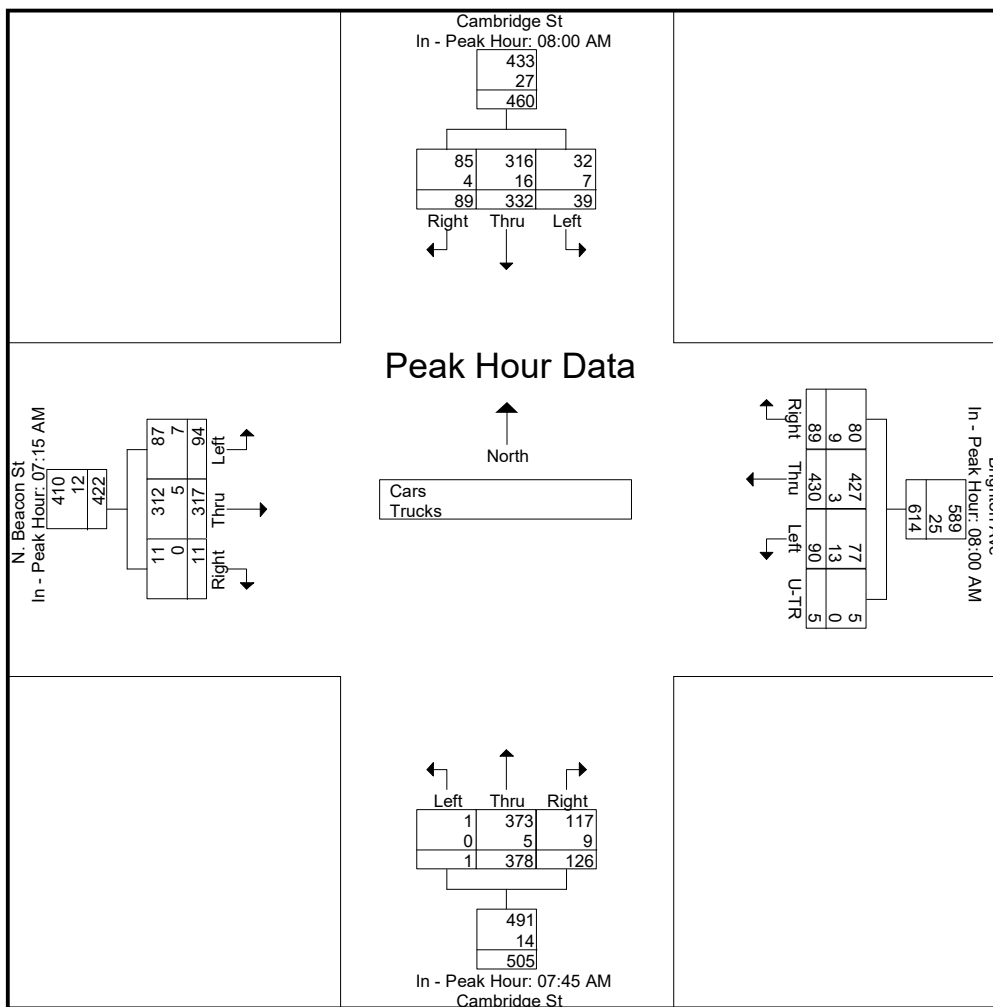 Cambridge St
In - Peak Hour: 08:00 AM
433
27
460
85 316 32
4 16 7
89 332 39
Right Thru Left
Peak Hour Data
North
Cars
Trucks
N. Beacon St
In - Peak Hour: 07:15 AM
410
12
422
87 7 94 Left
312 5 317 Thru
11 0 11 Right
Right 89 9 80
Thru 430 3 427
Left 90 13 77
U-TR 5 0 5
589
25
614
In - Peak Hour: 08:00 AM
Left Thru Right
1 373 117
0 5 9
1 378 126
491
14
505
In - Peak Hour: 07:45 AM
Cambridge St